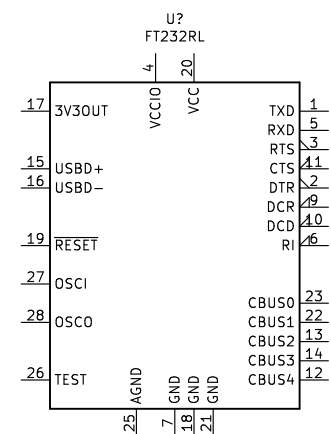 U?
FT232RL
4 20
VCCIO VCC
17 3V3OUT TXD 1
RXD 5
RTS 3
15 USBD+ CTS 11
16 USBD- DTR 2
DCR 9
DCD 10
19 RESET RI 6
27 OSCI
CBUS0 23
28 OSCO CBUS1 22
CBUS2 13
CBUS3 14
26 TEST CBUS4 12
AGND GND GND GND
25 7 18 21